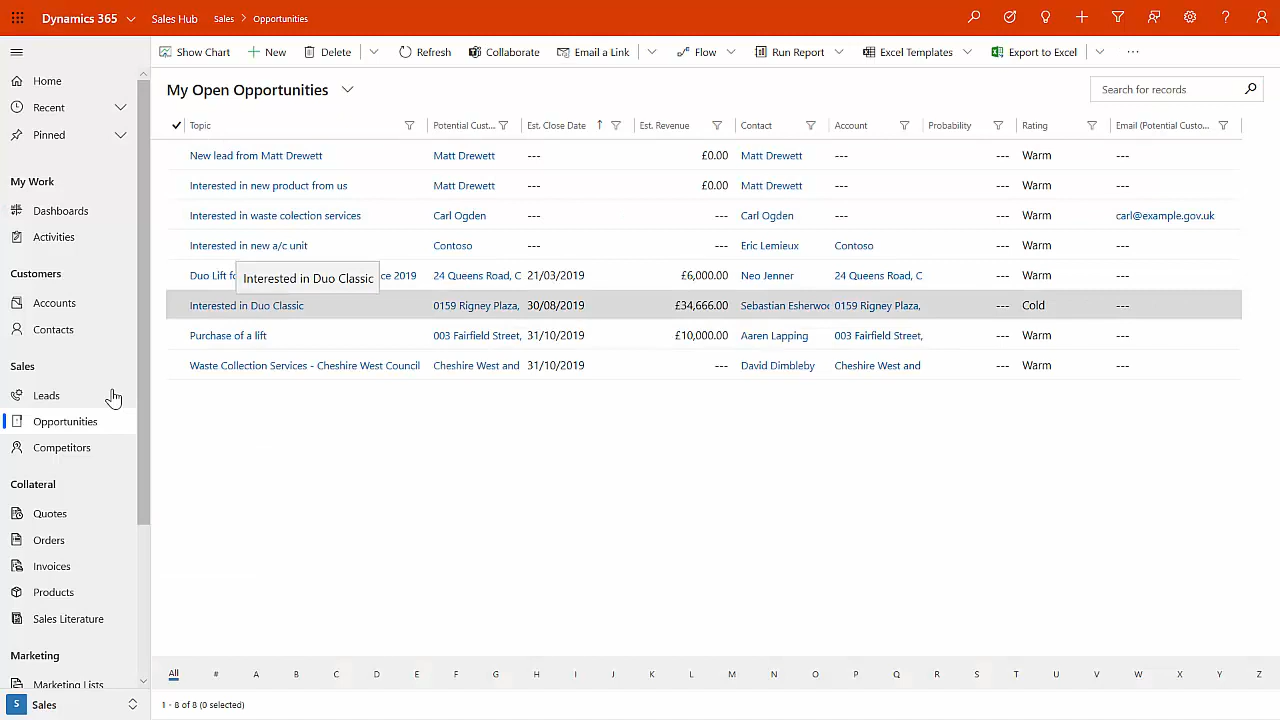 Dynamics 365 Sales Hub Sales > Opportunities
Show Chart New Delete Refresh Collaborate Email a Link Flow Run Report Excel Templates Export to Excel
Home
Recent
Pinned
My Work
Dashboards
Activities
Customers
Accounts
Contacts
Sales
Leads
Opportunities
Competitors
Collateral
Quotes
Orders
Invoices
Products
Sales Literature
Marketing
Marketing Lists
S Sales
My Open Opportunities
Search for records
Topic Potential Cust... Est. Close Date Est. Revenue Contact Account Probability Rating Email (Potential Custo...
New lead from Matt Drewett Matt Drewett --- £0.00 Matt Drewett --- --- Warm ---
Interested in new product from us Matt Drewett --- £0.00 Matt Drewett --- --- Warm ---
Interested in waste colection services Carl Ogden --- --- Carl Ogden --- --- Warm carl@example.gov.uk
Interested in new a/c unit Contoso --- --- Eric Lemieux Contoso --- Warm ---
Duo Lift fo ce 2019 24 Queens Road, C 21/03/2019 £6,000.00 Neo Jenner 24 Queens Road, C --- Warm ---
Interested in Duo Classic
Interested in Duo Classic 0159 Rigney Plaza, 30/08/2019 £34,666.00 Sebastian Esherwoo 0159 Rigney Plaza, --- Cold ---
Purchase of a lift 003 Fairfield Street, 31/10/2019 £10,000.00 Aaren Lapping 003 Fairfield Street, --- Warm ---
Waste Collection Services - Cheshire West Council Cheshire West and 31/10/2019 --- David Dimbleby Cheshire West and --- Warm ---
All # A B C D E F G H I J K L M N O P Q R S T U V W X Y Z
1 - 8 of 8 (0 selected)